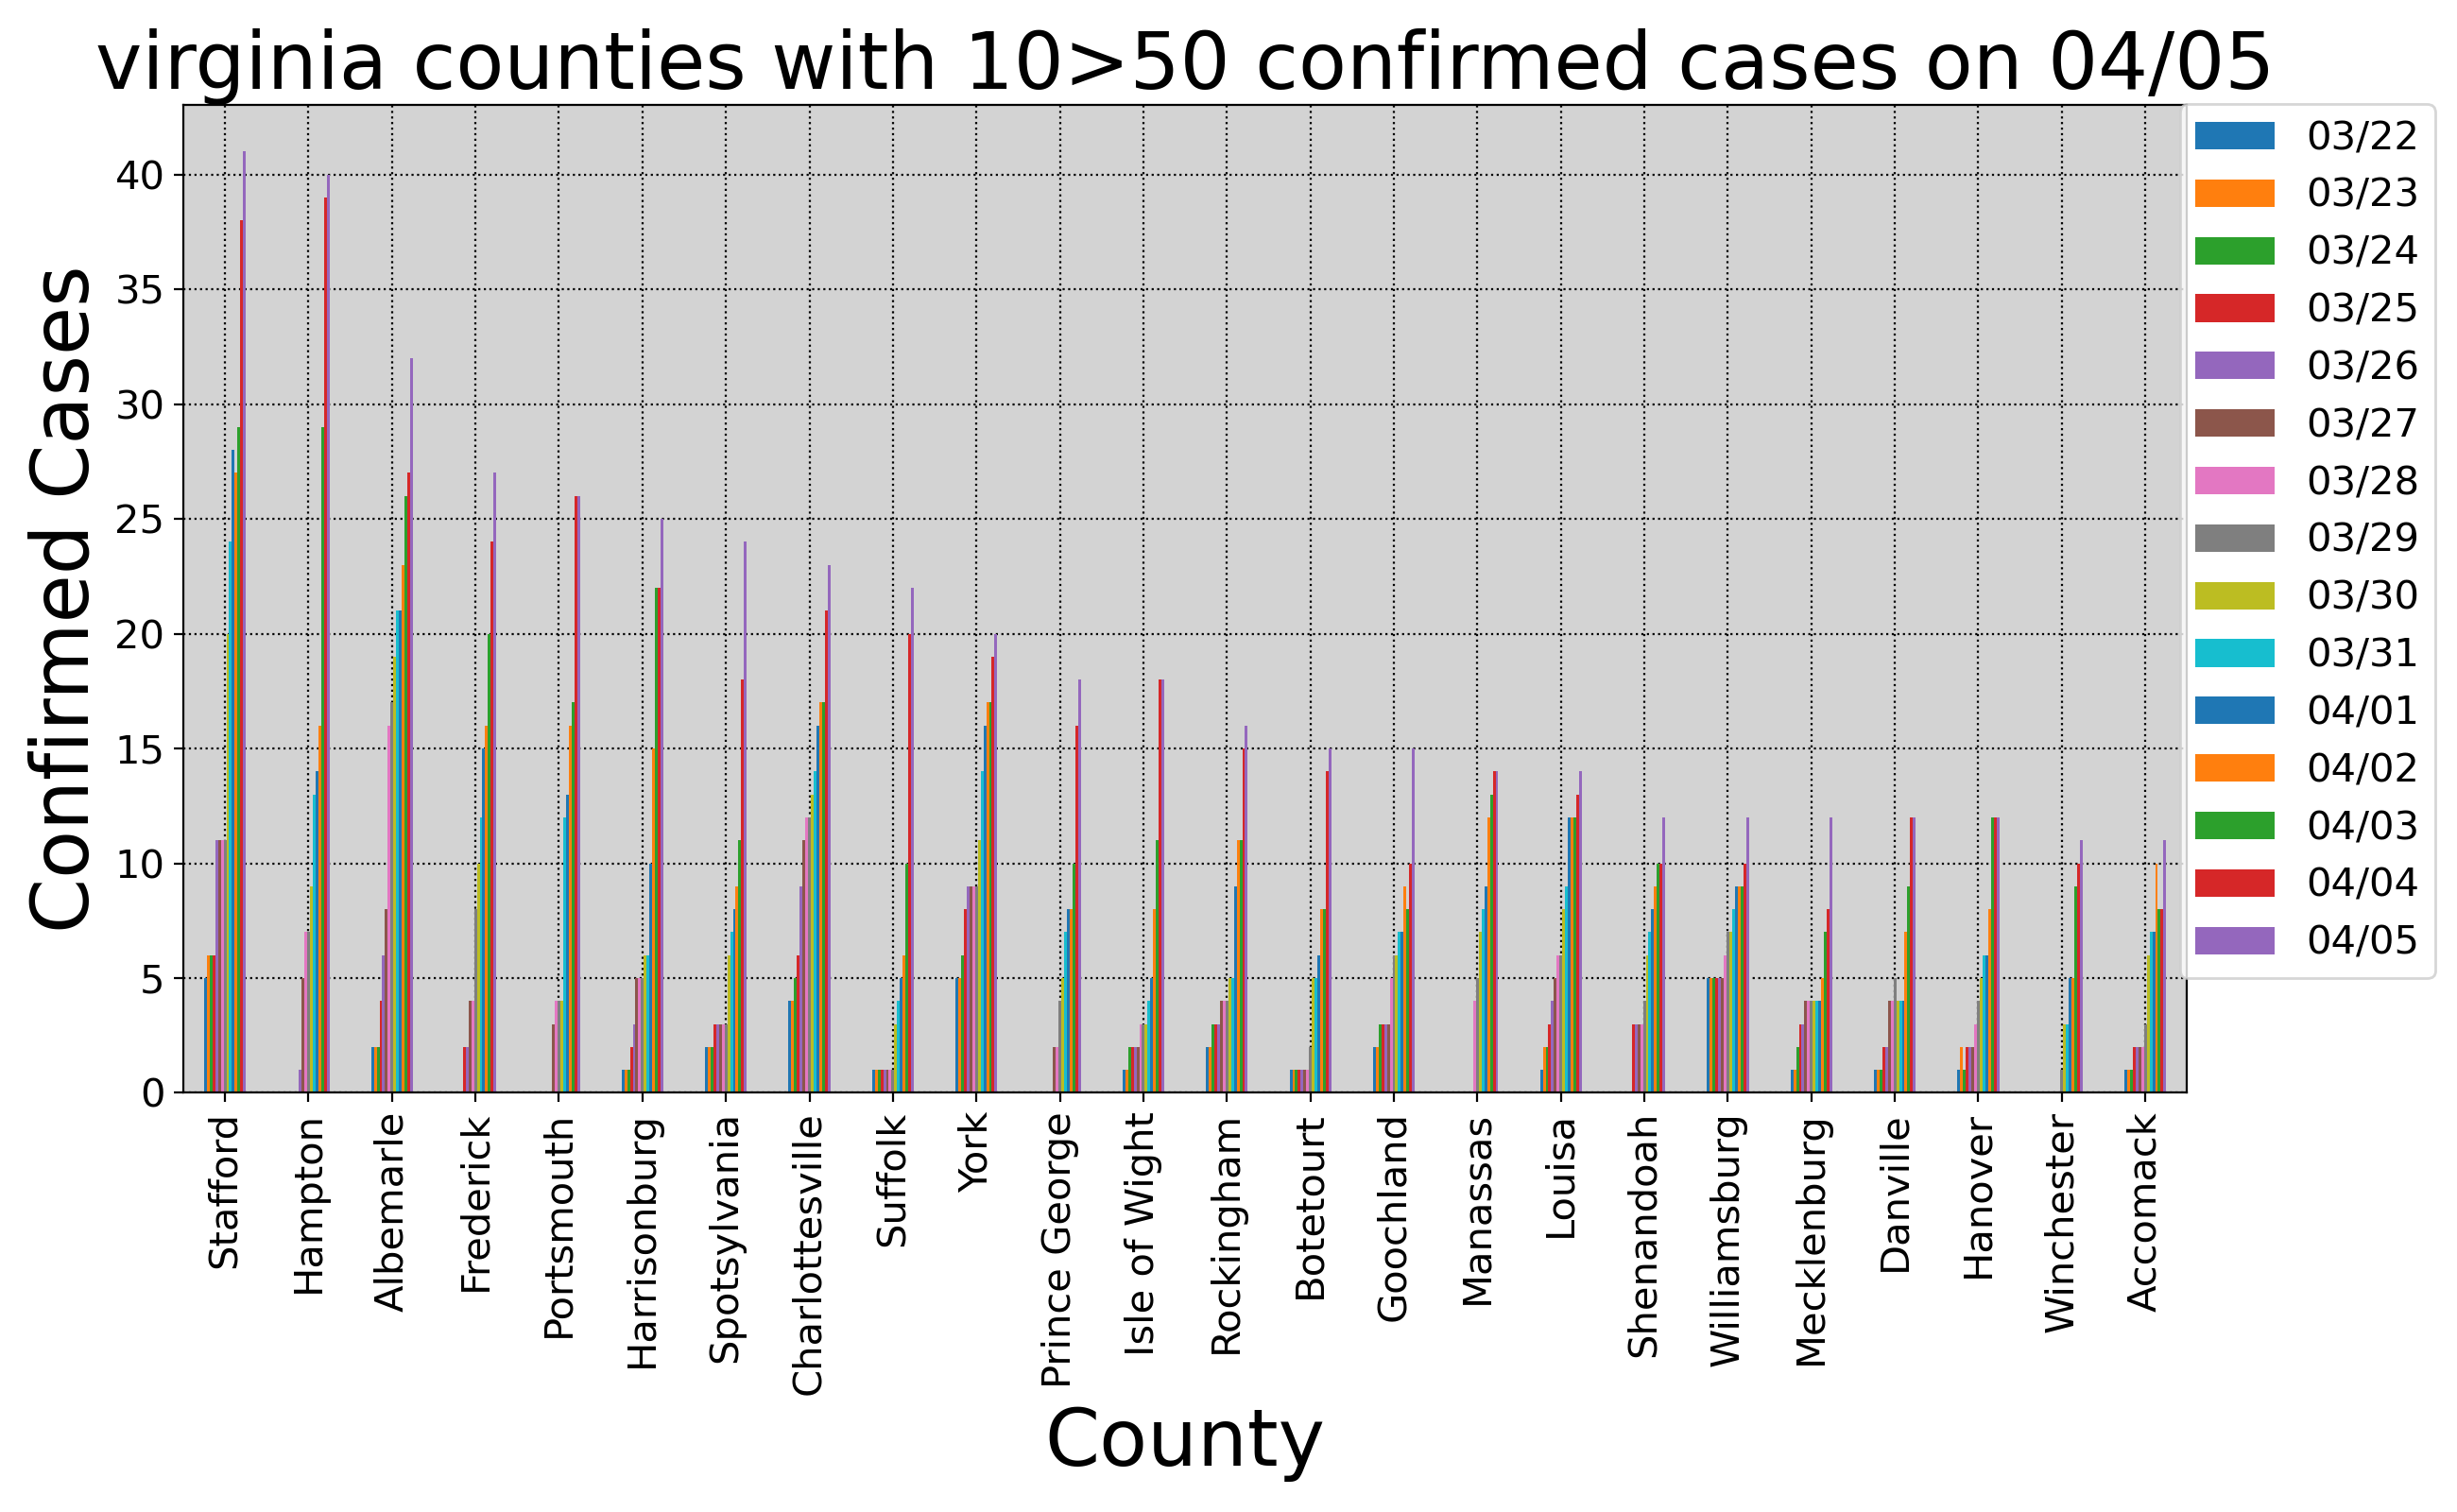 virginia counties with 10>50 confirmed cases on 04/05
Confirmed Cases
40
35
30
25
20
15
10
5
0
03/22
03/23
03/24
03/25
03/26
03/27
03/28
03/29
03/30
03/31
04/01
04/02
04/03
04/04
04/05
Stafford
Hampton
Albemarle
Frederick
Portsmouth
Harrisonburg
Spotsylvania
Charlottesville
Suffolk
York
Prince George
Isle of Wight
Rockingham
Botetourt
Goochland
Manassas
Louisa
Shenandoah
Williamsburg
Mecklenburg
Danville
Hanover
Winchester
Accomack
County